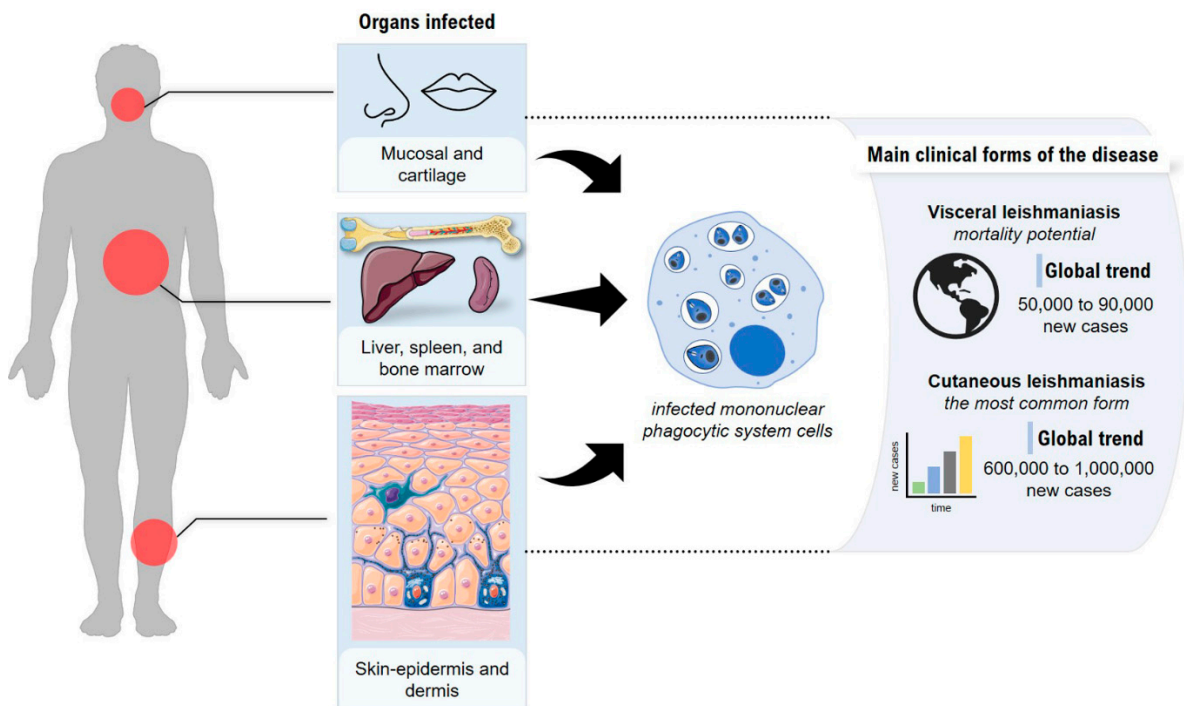 Organs infected
Mucosal and
cartilage
Liver, spleen, and
bone marrow
Skin-epidermis and
dermis
infected mononuclear
phagocytic system cells
Main clinical forms of the disease
Visceral leishmaniasis
mortality potential
Global trend
50,000 to 90,000
new cases
Cutaneous leishmaniasis
the most common form
Global trend
600,000 to 1,000,000
new cases
new cases
time